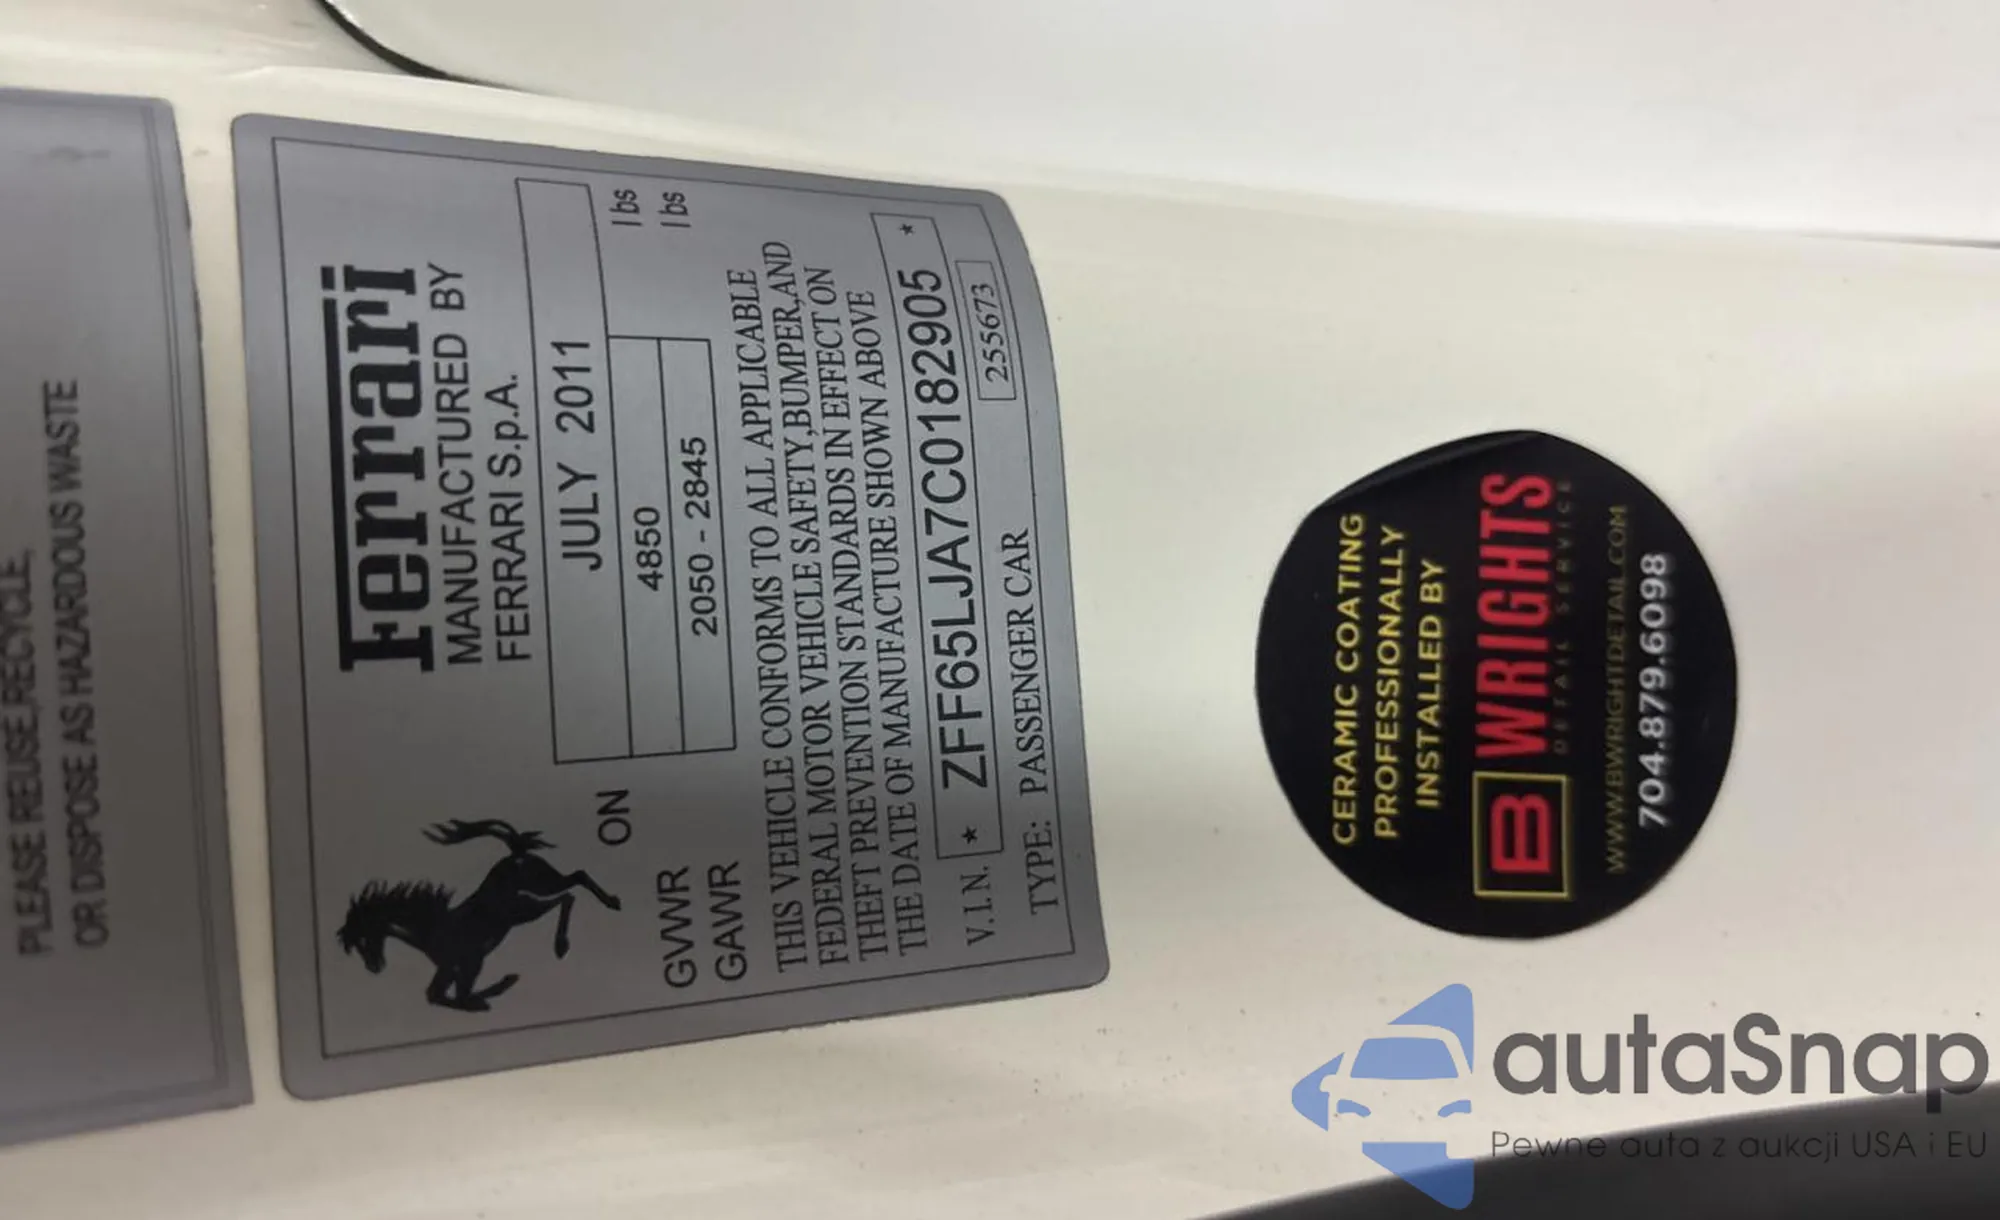 PLEASE REUSE,RECYCLE,
OR DISPOSE AS HAZARDOUS WASTE
Ferrari
MANUFACTURED BY
FERRARI S.p.A.
ON JULY 2011
GVWR 4850 lbs
GAWR 2050 - 2845 lbs
THIS VEHICLE CONFORMS TO ALL APPLICABLE
FEDERAL MOTOR VEHICLE SAFETY,BUMPER,AND
THEFT PREVENTION STANDARDS IN EFFECT ON
THE DATE OF MANUFACTURE SHOWN ABOVE
V.I.N. * ZFF65LJA7C0182905 *
TYPE: PASSENGER CAR 255673
CERAMIC COATING
PROFESSIONALLY
INSTALLED BY
B WRIGHTS
DETAIL SERVICE
WWW.BWRIGHTDETAIL.COM
704.879.6098
autaSnap
Pewne auta z aukcji USA i EU